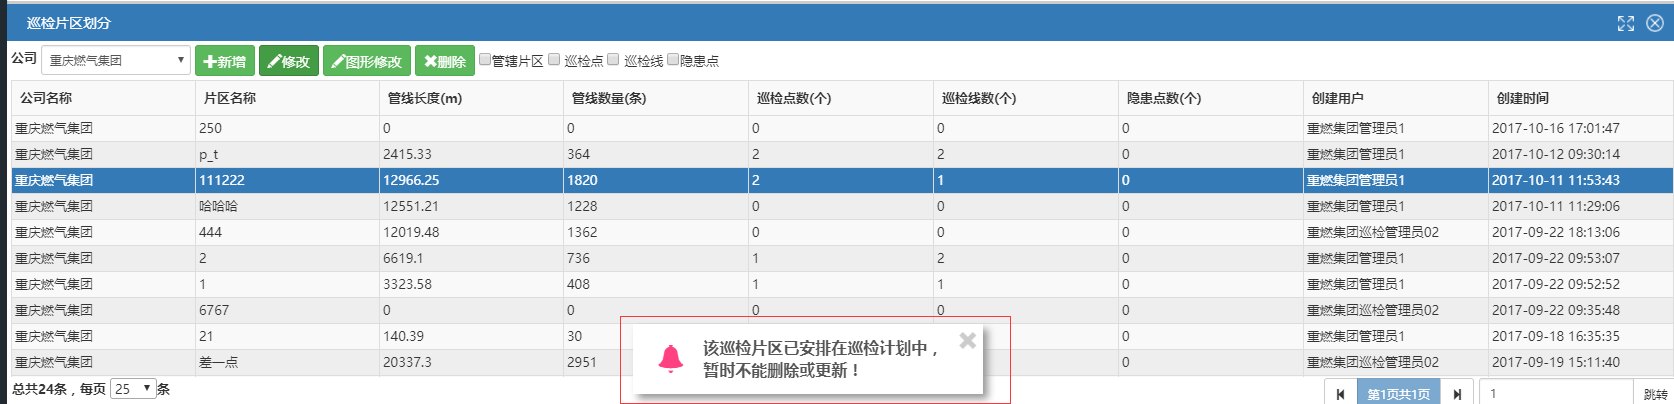 巡检片区划分
公司 重庆燃气集团 新增 修改 图形修改 删除 管辖片区 巡检点 巡检线 隐患点
公司名称 片区名称 管线长度(m) 管线数量(条) 巡检点数(个) 巡检线数(个) 隐患点数(个) 创建用户 创建时间
重庆燃气集团 250 0 0 0 0 0 重燃集团管理员1 2017-10-16 17:01:47
重庆燃气集团 p_t 2415.33 364 2 2 0 重燃集团管理员1 2017-10-12 09:30:14
重庆燃气集团 111222 12966.25 1820 2 1 0 重燃集团管理员1 2017-10-11 11:53:43
重庆燃气集团 哈哈哈 12551.21 1228 0 0 0 重燃集团管理员1 2017-10-11 11:29:06
重庆燃气集团 444 12019.48 1362 0 0 0 重燃集团巡检管理员02 2017-09-22 18:13:06
重庆燃气集团 2 6619.1 736 1 2 0 重燃集团管理员1 2017-09-22 09:53:07
重庆燃气集团 1 3323.58 408 1 1 0 重燃集团管理员1 2017-09-22 09:52:52
重庆燃气集团 6767 0 0 0 0 0 重燃集团巡检管理员02 2017-09-22 09:35:48
重庆燃气集团 21 140.39 30 0 重燃集团管理员1 2017-09-18 16:35:35
重庆燃气集团 差一点 20337.3 2951 0 重燃集团巡检管理员02 2017-09-19 15:11:40
该巡检片区已安排在巡检计划中，
暂时不能删除或更新！
总共24条，每页 25 条 第1页共1页 1 跳转